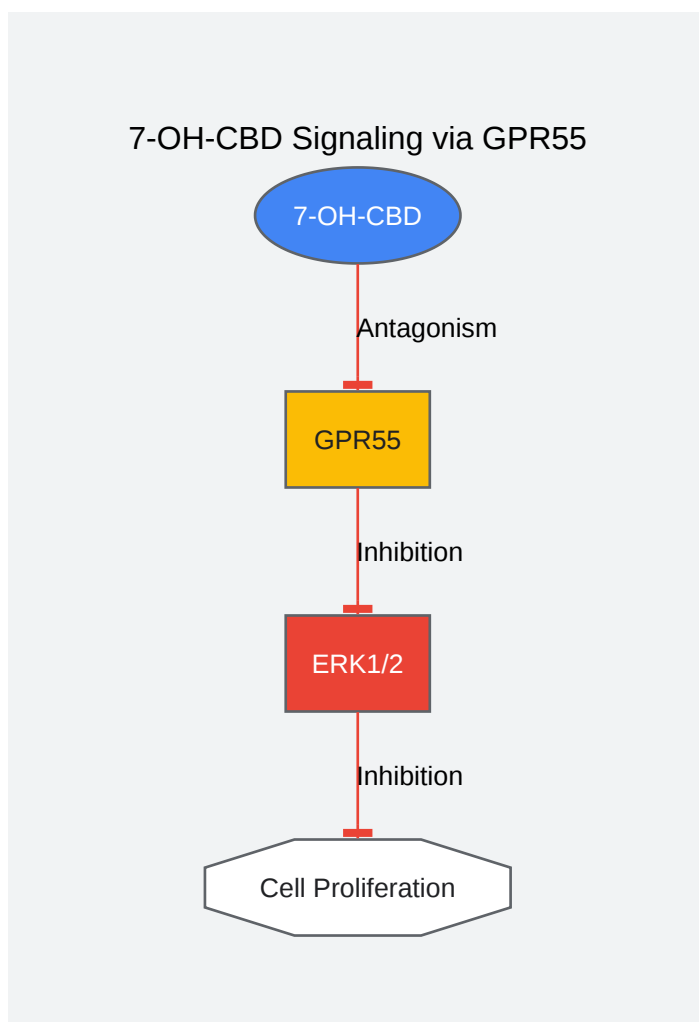 7-OH-CBD Signaling via GPR55
7-OH-CBD
Antagonism
GPR55
Inhibition
ERK1/2
Inhibition
Cell Proliferation